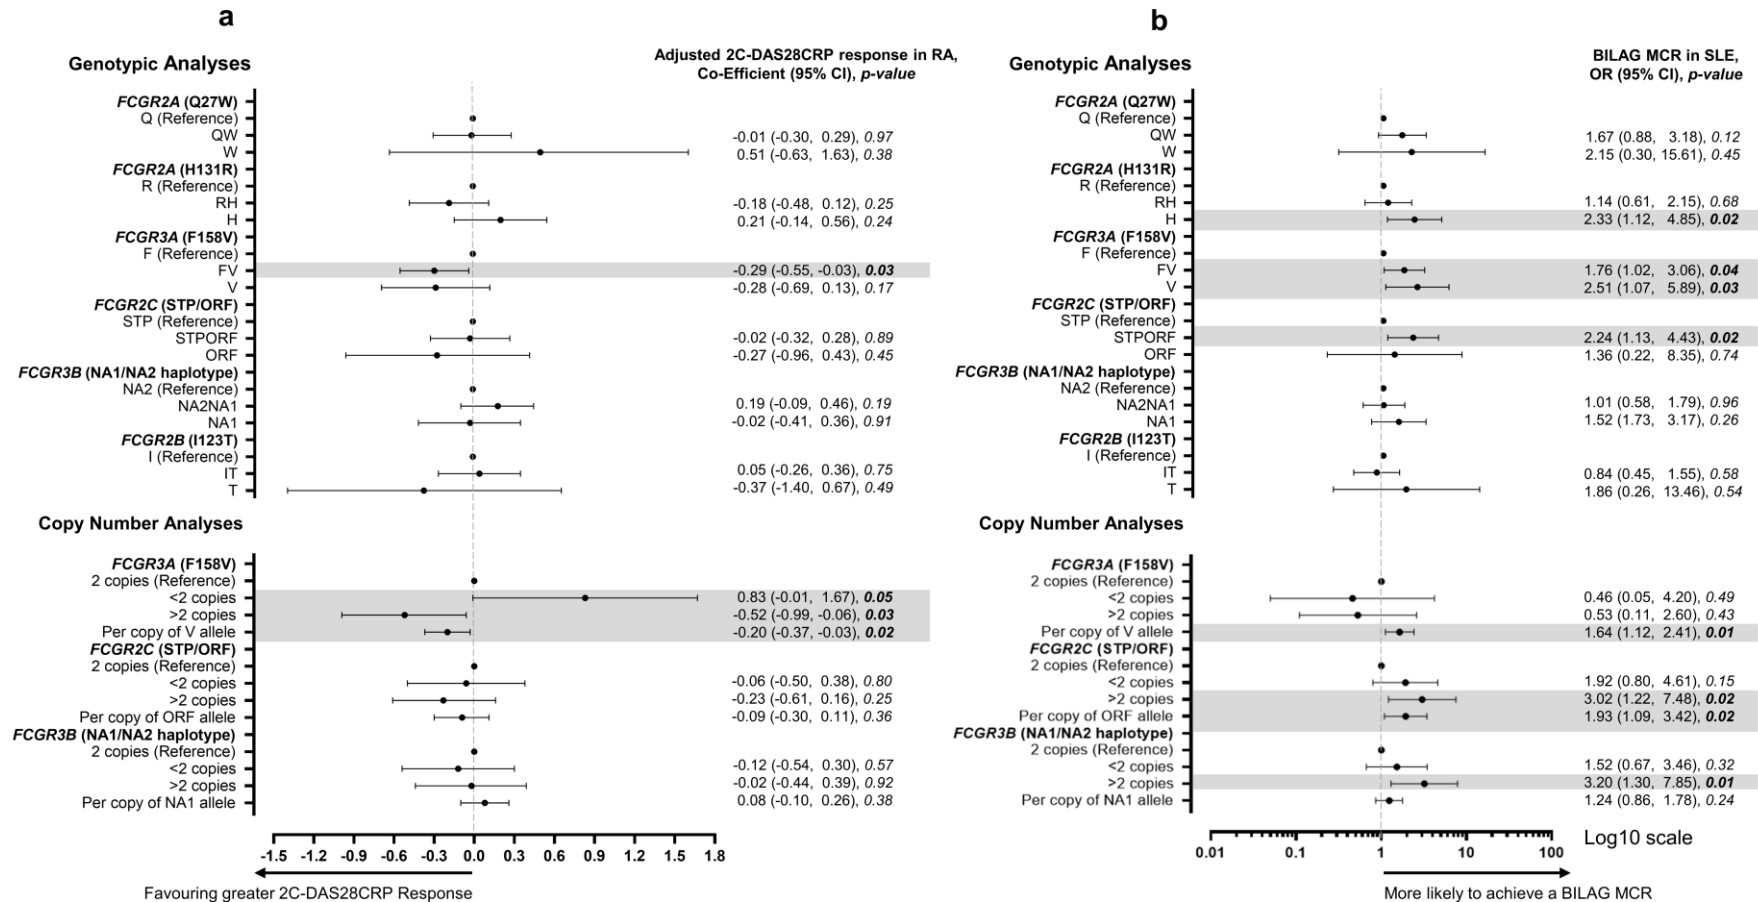 a
Genotypic Analyses
Adjusted 2C-DAS28CRP response in RA,
Co-Efficient (95% CI), p-value
FCGR2A (Q27W)
Q (Reference)
QW -0.01 (-0.30, 0.29), 0.97
W 0.51 (-0.63, 1.63), 0.38
FCGR2A (H131R)
R (Reference)
RH -0.18 (-0.48, 0.12), 0.25
H 0.21 (-0.14, 0.56), 0.24
FCGR3A (F158V)
F (Reference)
FV -0.29 (-0.55, -0.03), 0.03
V -0.28 (-0.69, 0.13), 0.17
FCGR2C (STP/ORF)
STP (Reference)
STPORF -0.02 (-0.32, 0.28), 0.89
ORF -0.27 (-0.96, 0.43), 0.45
FCGR3B (NA1/NA2 haplotype)
NA2 (Reference)
NA2NA1 0.19 (-0.09, 0.46), 0.19
NA1 -0.02 (-0.41, 0.36), 0.91
FCGR2B (I123T)
I (Reference)
IT 0.05 (-0.26, 0.36), 0.75
T -0.37 (-1.40, 0.67), 0.49
Copy Number Analyses
FCGR3A (F158V)
2 copies (Reference)
<2 copies 0.83 (-0.01, 1.67), 0.05
>2 copies -0.52 (-0.99, -0.06), 0.03
Per copy of V allele -0.20 (-0.37, -0.03), 0.02
FCGR2C (STP/ORF)
2 copies (Reference)
<2 copies -0.06 (-0.50, 0.38), 0.80
>2 copies -0.23 (-0.61, 0.16), 0.25
Per copy of ORF allele -0.09 (-0.30, 0.11), 0.36
FCGR3B (NA1/NA2 haplotype)
2 copies (Reference)
<2 copies -0.12 (-0.54, 0.30), 0.57
>2 copies -0.02 (-0.44, 0.39), 0.92
Per copy of NA1 allele 0.08 (-0.10, 0.26), 0.38
-1.5 -1.2 -0.9 -0.6 -0.3 0.0 0.3 0.6 0.9 1.2 1.5 1.8
Favouring greater 2C-DAS28CRP Response
b
Genotypic Analyses
BILAG MCR in SLE,
OR (95% CI), p-value
FCGR2A (Q27W)
Q (Reference)
QW 1.67 (0.88, 3.18), 0.12
W 2.15 (0.30, 15.61), 0.45
FCGR2A (H131R)
R (Reference)
RH 1.14 (0.61, 2.15), 0.68
H 2.33 (1.12, 4.85), 0.02
FCGR3A (F158V)
F (Reference)
FV 1.76 (1.02, 3.06), 0.04
V 2.51 (1.07, 5.89), 0.03
FCGR2C (STP/ORF)
STP (Reference)
STPORF 2.24 (1.13, 4.43), 0.02
ORF 1.36 (0.22, 8.35), 0.74
FCGR3B (NA1/NA2 haplotype)
NA2 (Reference)
NA2NA1 1.01 (0.58, 1.79), 0.96
NA1 1.52 (1.73, 3.17), 0.26
FCGR2B (I123T)
I (Reference)
IT 0.84 (0.45, 1.55), 0.58
T 1.86 (0.26, 13.46), 0.54
Copy Number Analyses
FCGR3A (F158V)
2 copies (Reference)
<2 copies 0.46 (0.05, 4.20), 0.49
>2 copies 0.53 (0.11, 2.60), 0.43
Per copy of V allele 1.64 (1.12, 2.41), 0.01
FCGR2C (STP/ORF)
2 copies (Reference)
<2 copies 1.92 (0.80, 4.61), 0.15
>2 copies 3.02 (1.22, 7.48), 0.02
Per copy of ORF allele 1.93 (1.09, 3.42), 0.02
FCGR3B (NA1/NA2 haplotype)
2 copies (Reference)
<2 copies 1.52 (0.67, 3.46), 0.32
>2 copies 3.20 (1.30, 7.85), 0.01
Per copy of NA1 allele 1.24 (0.86, 1.78), 0.24
0.01 0.1 1 10 100 Log10 scale
More likely to achieve a BILAG MCR